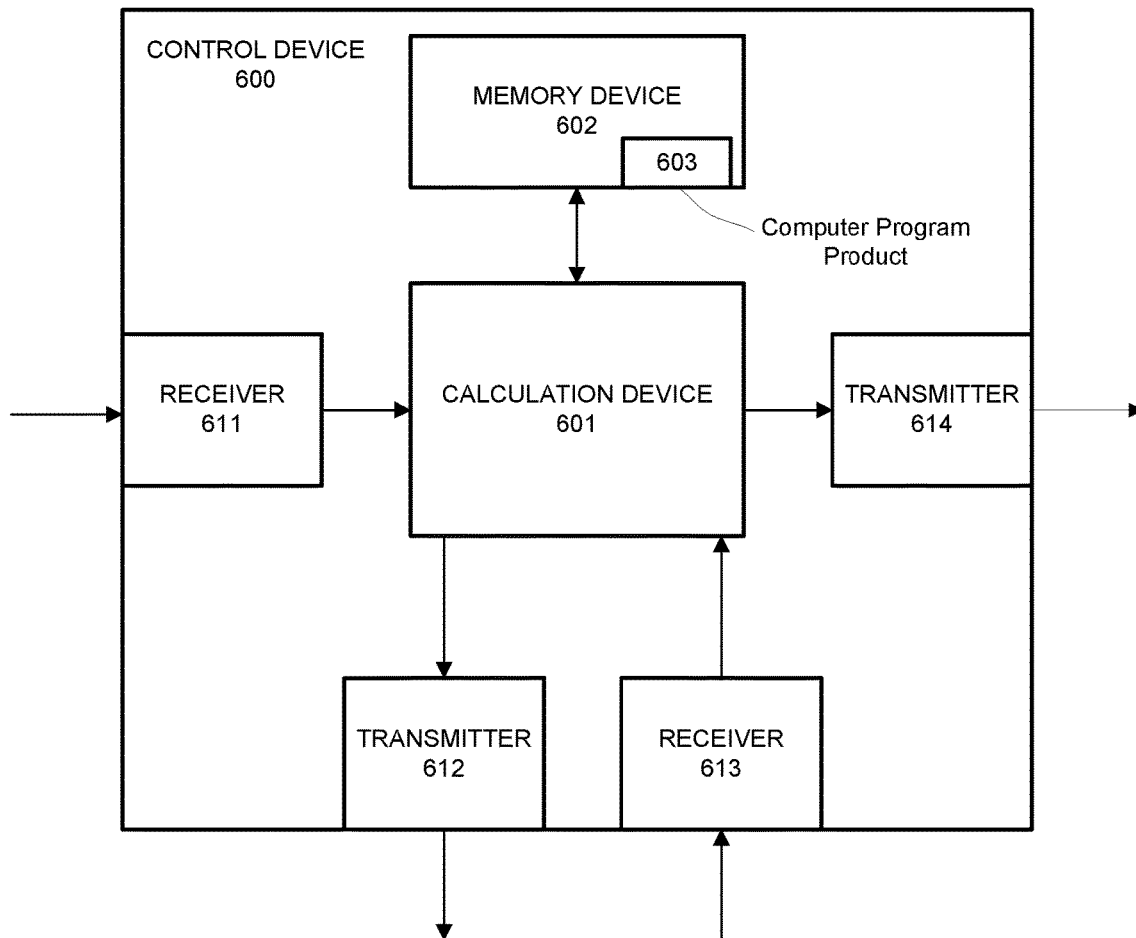 CONTROL DEVICE
600
MEMORY DEVICE
602
603
Computer Program
Product
RECEIVER
611
CALCULATION DEVICE
601
TRANSMITTER
614
TRANSMITTER
612
RECEIVER
613